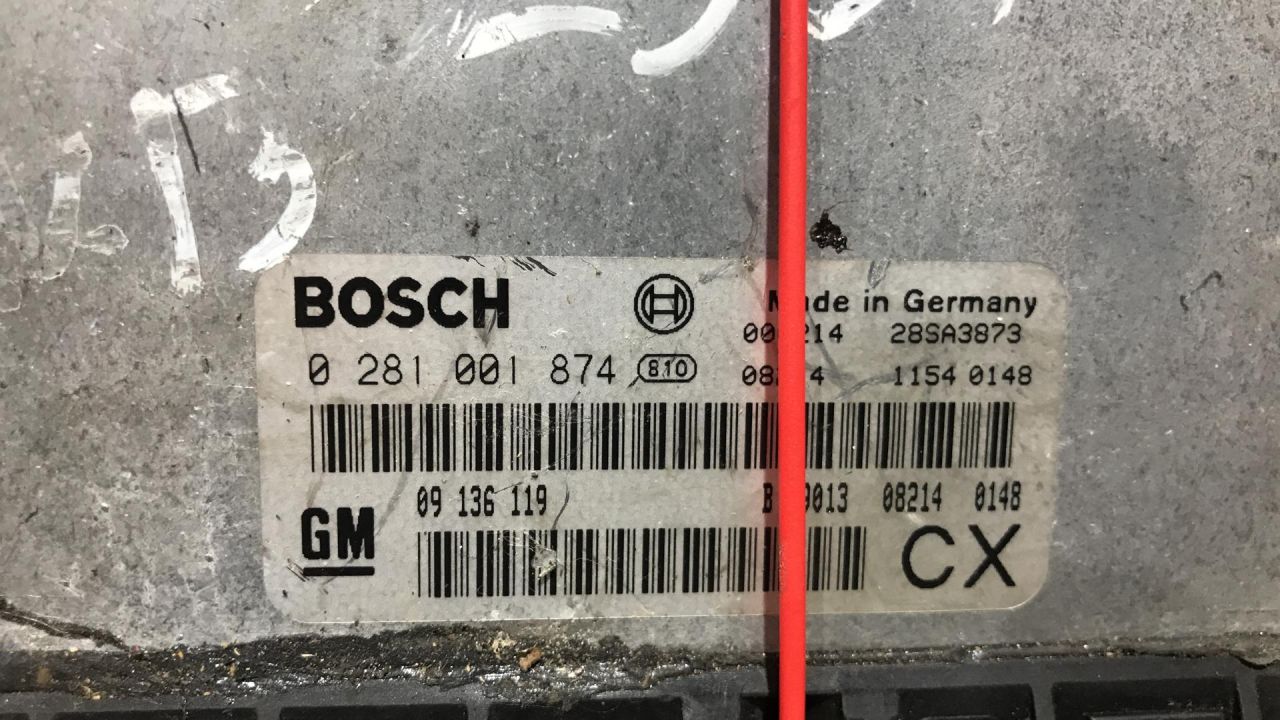 BOSCH
Made in Germany
28SA3873
0 281 001 874 810
1154 0148
09 136 119
08214 0148
GM
CX